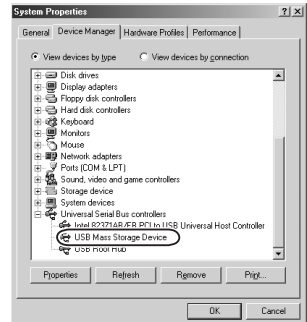 System Properties
General Device Manager Hardware Profiles Performance
View devices by type View devices by connection
Disk drives
Display adapters
Floppy disk controllers
Hard disk controllers
Keyboard
Monitors
Mouse
Network adapters
Ports (COM & LPT)
Sound, video and game controllers
Storage device
System devices
Universal Serial Bus controllers
Intel 82371AB/EB PCI to USB Universal Host Controller
USB Mass Storage Device
USB Root Hub
Properties Refresh Remove Print...
OK Cancel